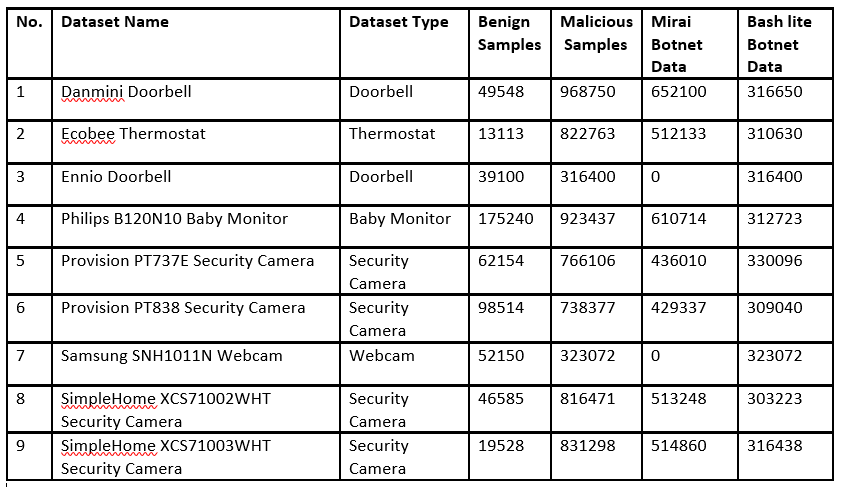 No. Dataset Name Dataset Type Benign Samples Malicious Samples Mirai Botnet Data Bash lite Botnet Data
1 Danmini Doorbell Doorbell 49548 968750 652100 316650
2 Ecobee Thermostat Thermostat 13113 822763 512133 310630
3 Ennio Doorbell Doorbell 39100 316400 0 316400
4 Philips B120N10 Baby Monitor Baby Monitor 175240 923437 610714 312723
5 Provision PT737E Security Camera Security Camera 62154 766106 436010 330096
6 Provision PT838 Security Camera Security Camera 98514 738377 429337 309040
7 Samsung SNH1011N Webcam Webcam 52150 323072 0 323072
8 SimpleHome XCS71002WHT Security Camera Security Camera 46585 816471 513248 303223
9 SimpleHome XCS71003WHT Security Camera Security Camera 19528 831298 514860 316438